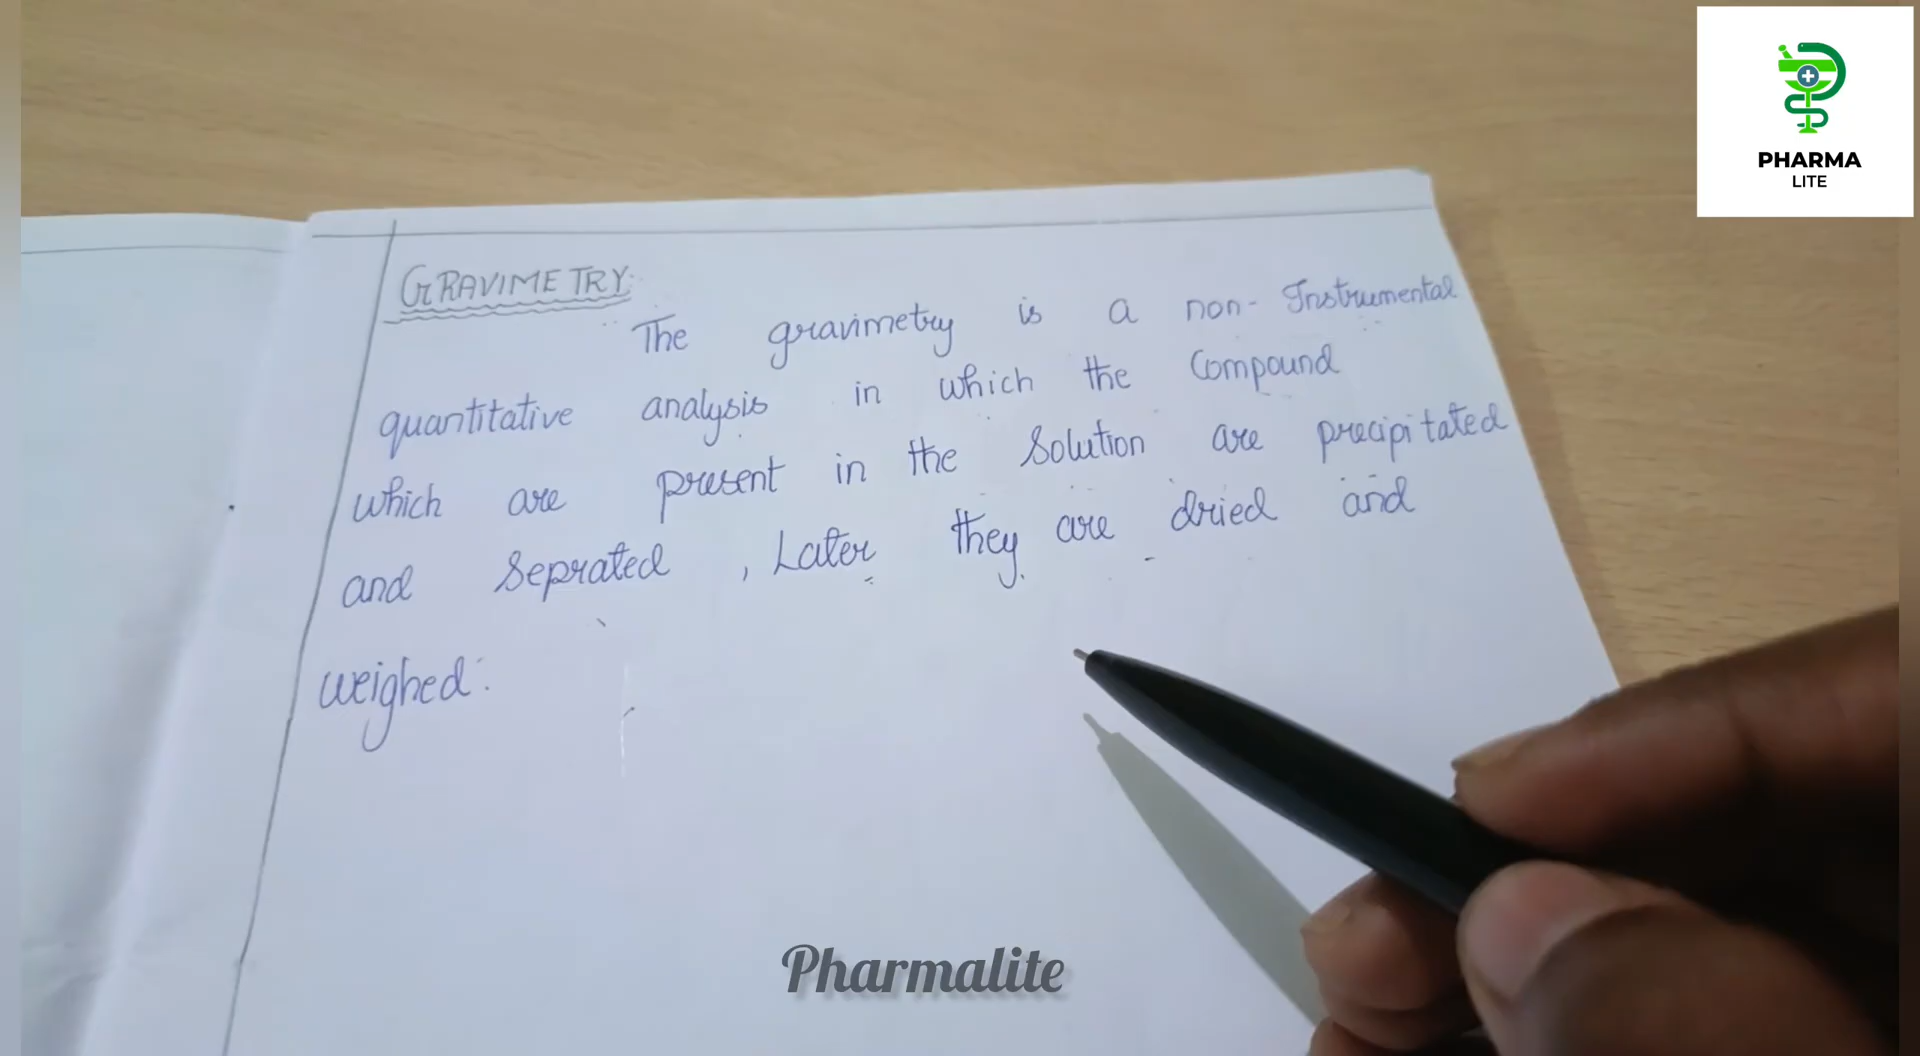 PHARMA
LITE
GRAVIMETRY:
The gravimetry is a non-Instrumental
quantitative analysis in which the Compound
which are present in the Solution are precipitated
and Seprated, Later they are dried and
weighed.
Pharmalite